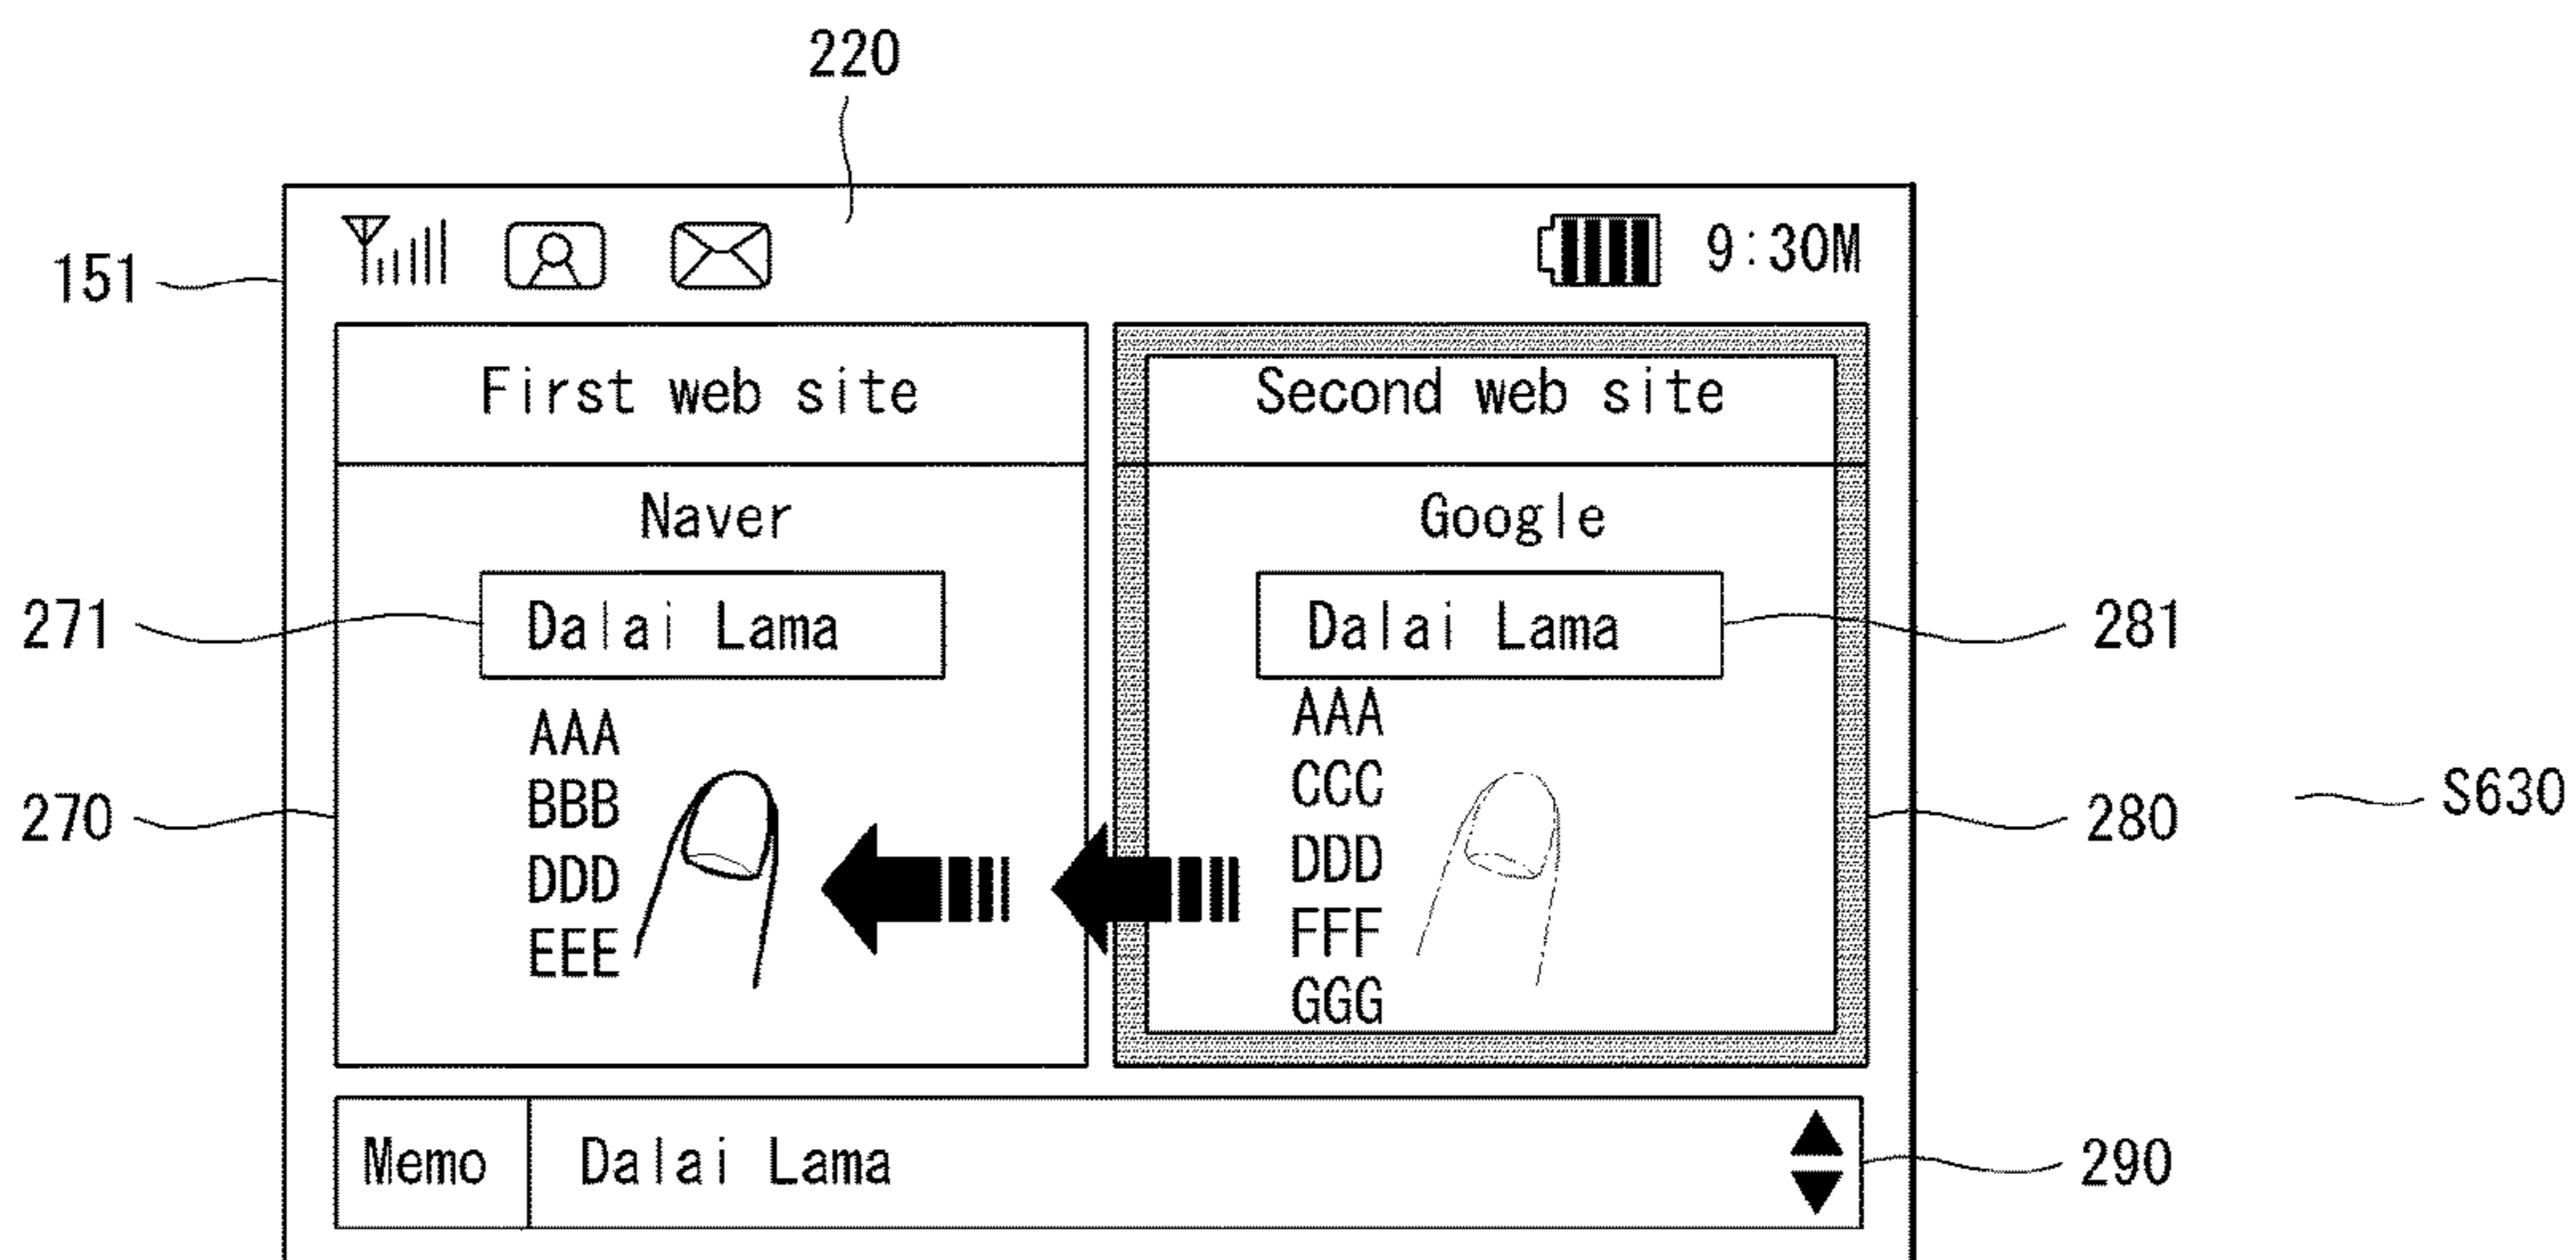 220
151
9:30M
First web site
Second web site
Naver
Google
271
Dalai Lama
Dalai Lama
281
AAA
BBB
DDD
EEE
AAA
CCC
DDD
FFF
GGG
270
280
S630
Memo
Dalai Lama
290